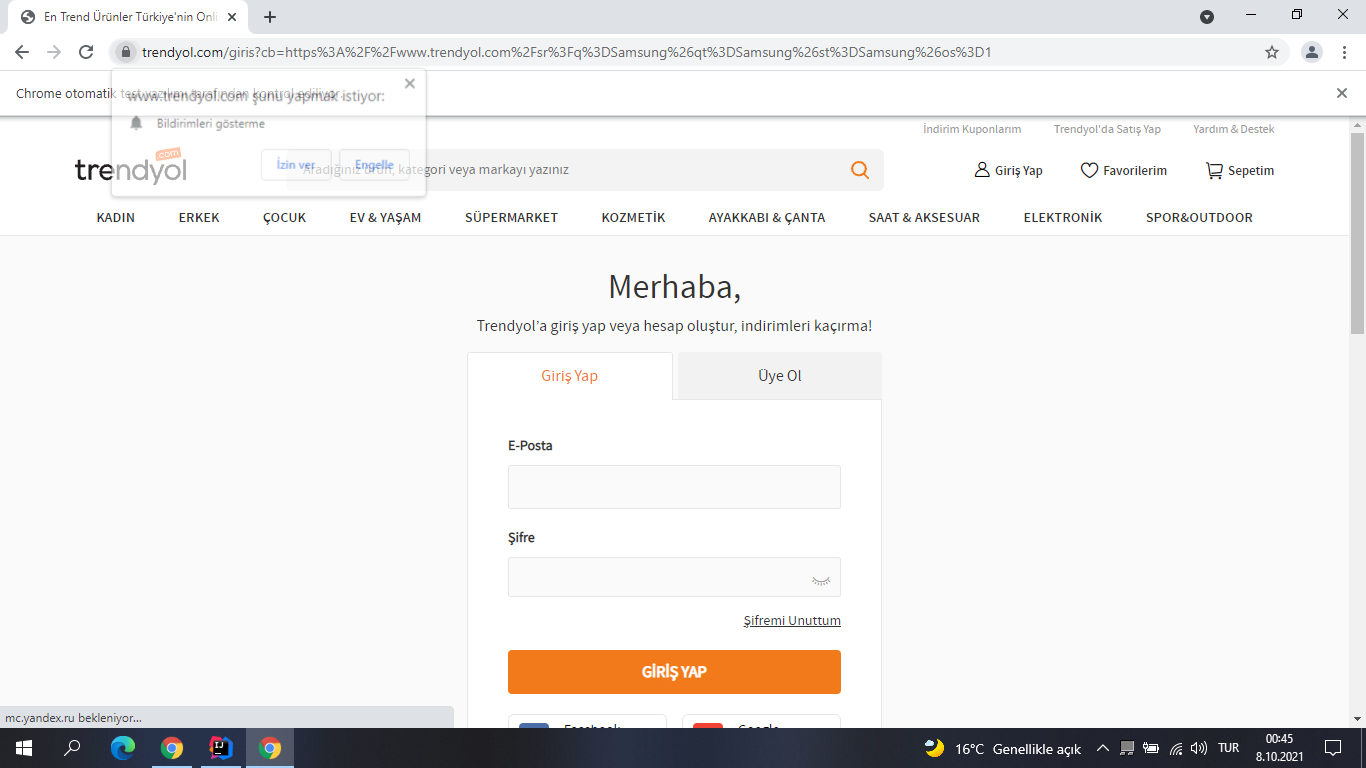 En Trend Ürünler Türkiye'nin Onli
trendyol.com/giris?cb=https%3A%2F%2Fwww.trendyol.com%2Fsr%3Fq%3DSamsung%26qt%3DSamsung%26st%3DSamsung%26os%3D1
Chrome otomatik test yazılımı tarafından kontrol ediliyor.
www.trendyol.com şunu yapmak istiyor:
Bildirimleri gösterme
İzin ver
Engelle
İndirim Kuponlarım
Trendyol'da Satış Yap
Yardım & Destek
trendyol
com
Aradığınız ürün, kategori veya markayı yazınız
Giriş Yap
Favorilerim
Sepetim
KADIN
ERKEK
ÇOCUK
EV & YAŞAM
SÜPERMARKET
KOZMETİK
AYAKKABI & ÇANTA
SAAT & AKSESUAR
ELEKTRONİK
SPOR&OUTDOOR
Merhaba,
Trendyol’a giriş yap veya hesap oluştur, indirimleri kaçırma!
Giriş Yap
Üye Ol
E-Posta
Şifre
Şifremi Unuttum
GİRİŞ YAP
Facebook
Google
mc.yandex.ru bekleniyor...
16°C Genellikle açık
TUR
00:45
8.10.2021